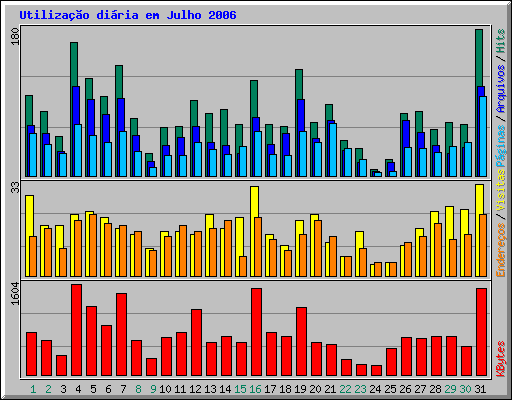 Utilização diária em Julho 2006
180
33
1604
Endereços / Visitas Páginas / Arquivos / Hits
KBytes
1 2 3 4 5 6 7 8 9 10 11 12 13 14 15 16 17 18 19 20 21 22 23 24 25 26 27 28 29 30 31